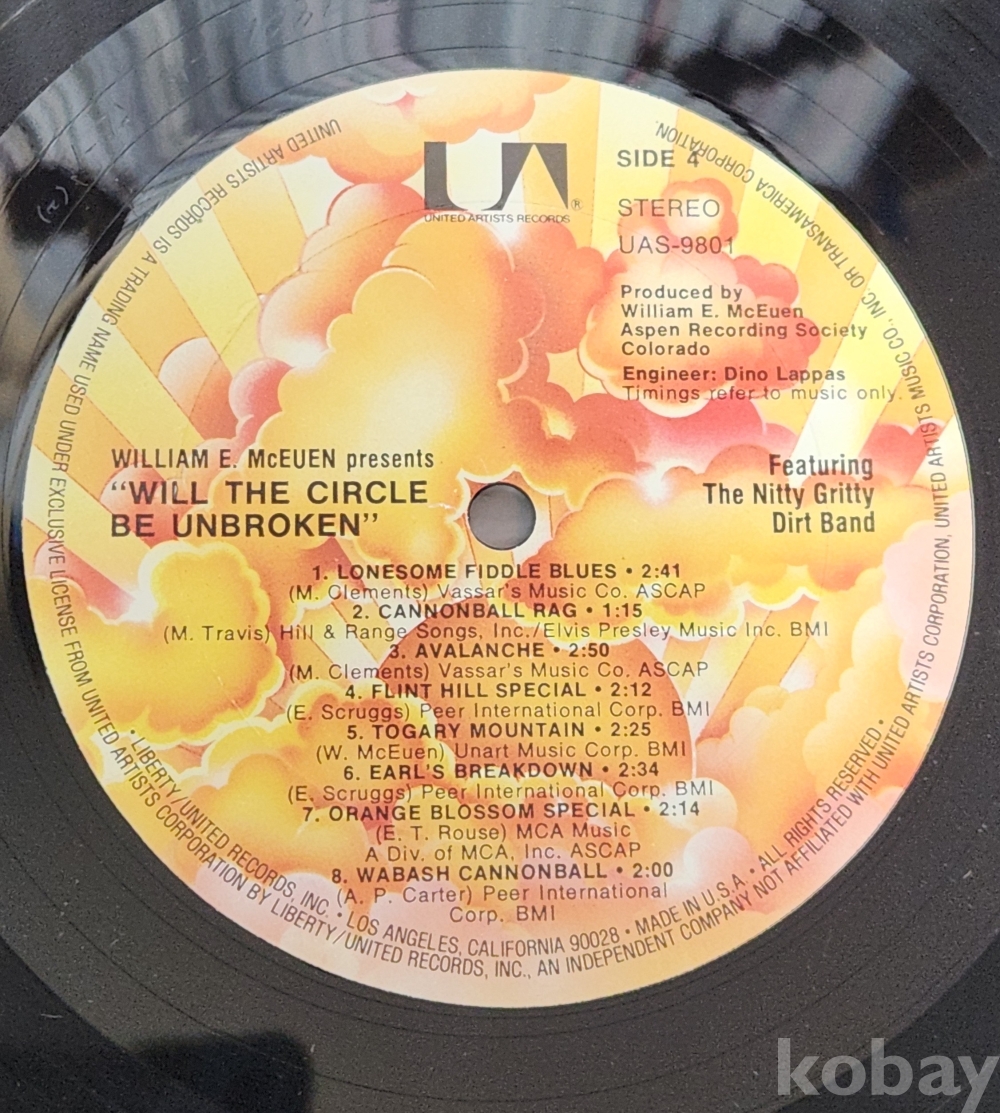 UA®
UNITED ARTISTS RECORDS
SIDE 4
STEREO
UAS-9801
Produced by
William E. McEuen
Aspen Recording Society
Colorado
Engineer: Dino Lappas
Timings refer to music only.
WILLIAM E. McEUEN presents
"WILL THE CIRCLE
BE UNBROKEN"
Featuring
The Nitty Gritty
Dirt Band
1. LONESOME FIDDLE BLUES • 2:41
(M. Clements) Vassar's Music Co. ASCAP
2. CANNONBALL RAG • 1:15
(M. Travis) Hill & Range Songs, Inc./Elvis Presley Music Inc. BMI
3. AVALANCHE • 2:50
(M. Clements) Vassar's Music Co. ASCAP
4. FLINT HILL SPECIAL • 2:12
(E. Scruggs) Peer International Corp. BMI
5. TOGARY MOUNTAIN • 2:25
(W. McEuen) Unart Music Corp. BMI
6. EARL'S BREAKDOWN • 2:34
(E. Scruggs) Peer International Corp. BMI
7. ORANGE BLOSSOM SPECIAL • 2:14
(E. T. Rouse) MCA Music
A Div. of MCA, Inc. ASCAP
8. WABASH CANNONBALL • 2:00
(A. P. Carter) Peer International
Corp. BMI
• LIBERTY/UNITED RECORDS, INC. • LOS ANGELES, CALIFORNIA 90028 • MADE IN U.S.A. • ALL RIGHTS RESERVED •
UNITED ARTISTS RECORDS IS A TRADING NAME USED UNDER EXCLUSIVE LICENSE FROM UNITED ARTISTS CORPORATION BY LIBERTY/UNITED RECORDS, INC., AN INDEPENDENT COMPANY NOT AFFILIATED WITH UNITED ARTISTS CORPORATION, UNITED ARTISTS MUSIC CO., INC. OR TRANSAMERICA CORPORATION.
kobay